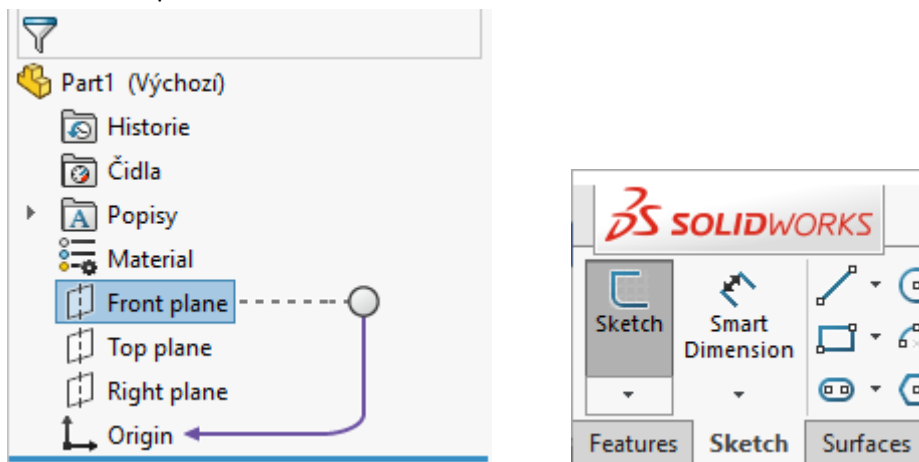 Part1 (Výchozí)
Historie
Čidla
Popisy
Material
Front plane
Top plane
Right plane
Origin
SOLIDWORKS
Sketch
Smart
Dimension
Features Sketch Surfaces